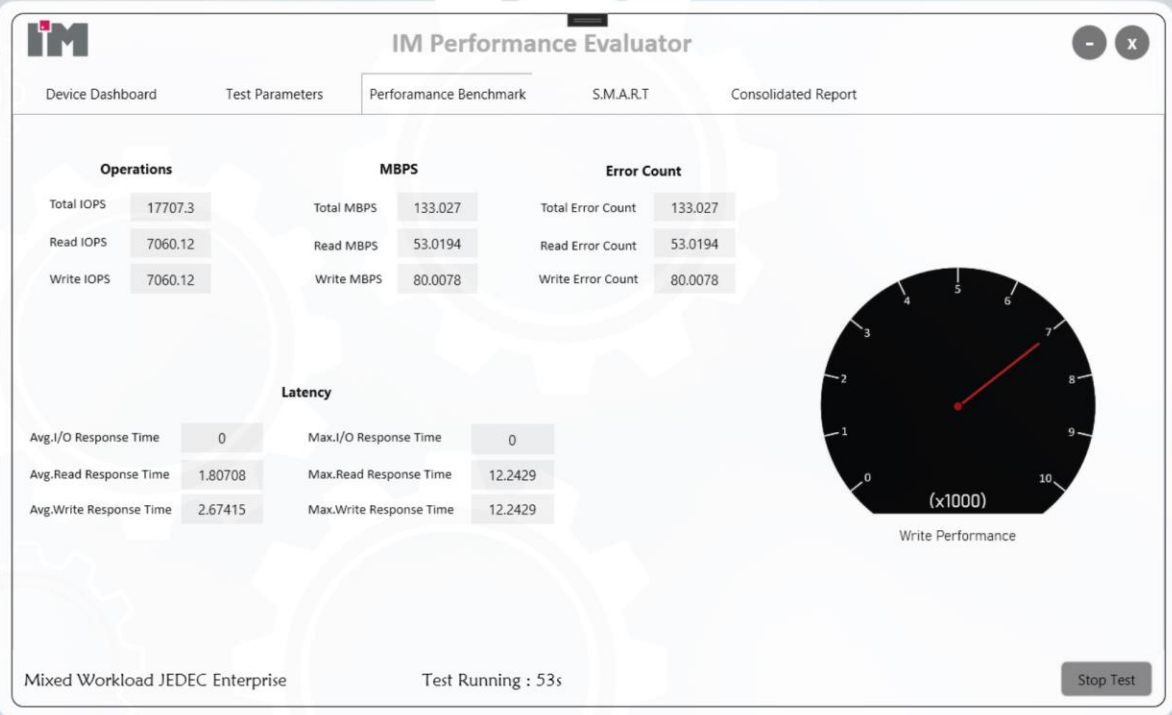 iM
IM Performance Evaluator
- x
Device Dashboard Test Parameters Perforamance Benchmark S.M.A.R.T Consolidated Report
Operations MBPS Error Count
Total IOPS 17707.3 Total MBPS 133.027 Total Error Count 133.027
Read IOPS 7060.12 Read MBPS 53.0194 Read Error Count 53.0194
Write IOPS 7060.12 Write MBPS 80.0078 Write Error Count 80.0078
0 1 2 3 4 5 6 7 8 9 10
(x1000)
Write Performance
Latency
Avg.I/O Response Time 0 Max.I/O Response Time 0
Avg.Read Response Time 1.80708 Max.Read Response Time 12.2429
Avg.Write Response Time 2.67415 Max.Write Response Time 12.2429
Mixed Workload JEDEC Enterprise Test Running : 53s Stop Test